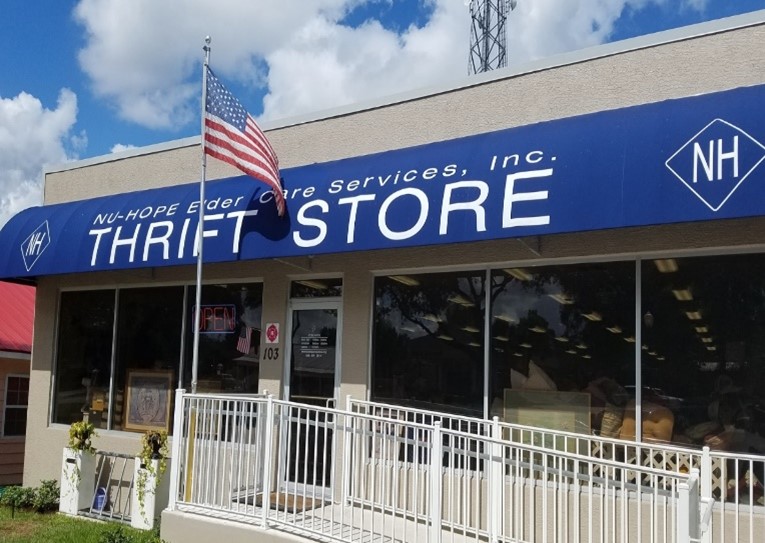 NU-HOPE Elder Care Services, Inc.
THRIFT STORE
NH
NH
OPEN
103